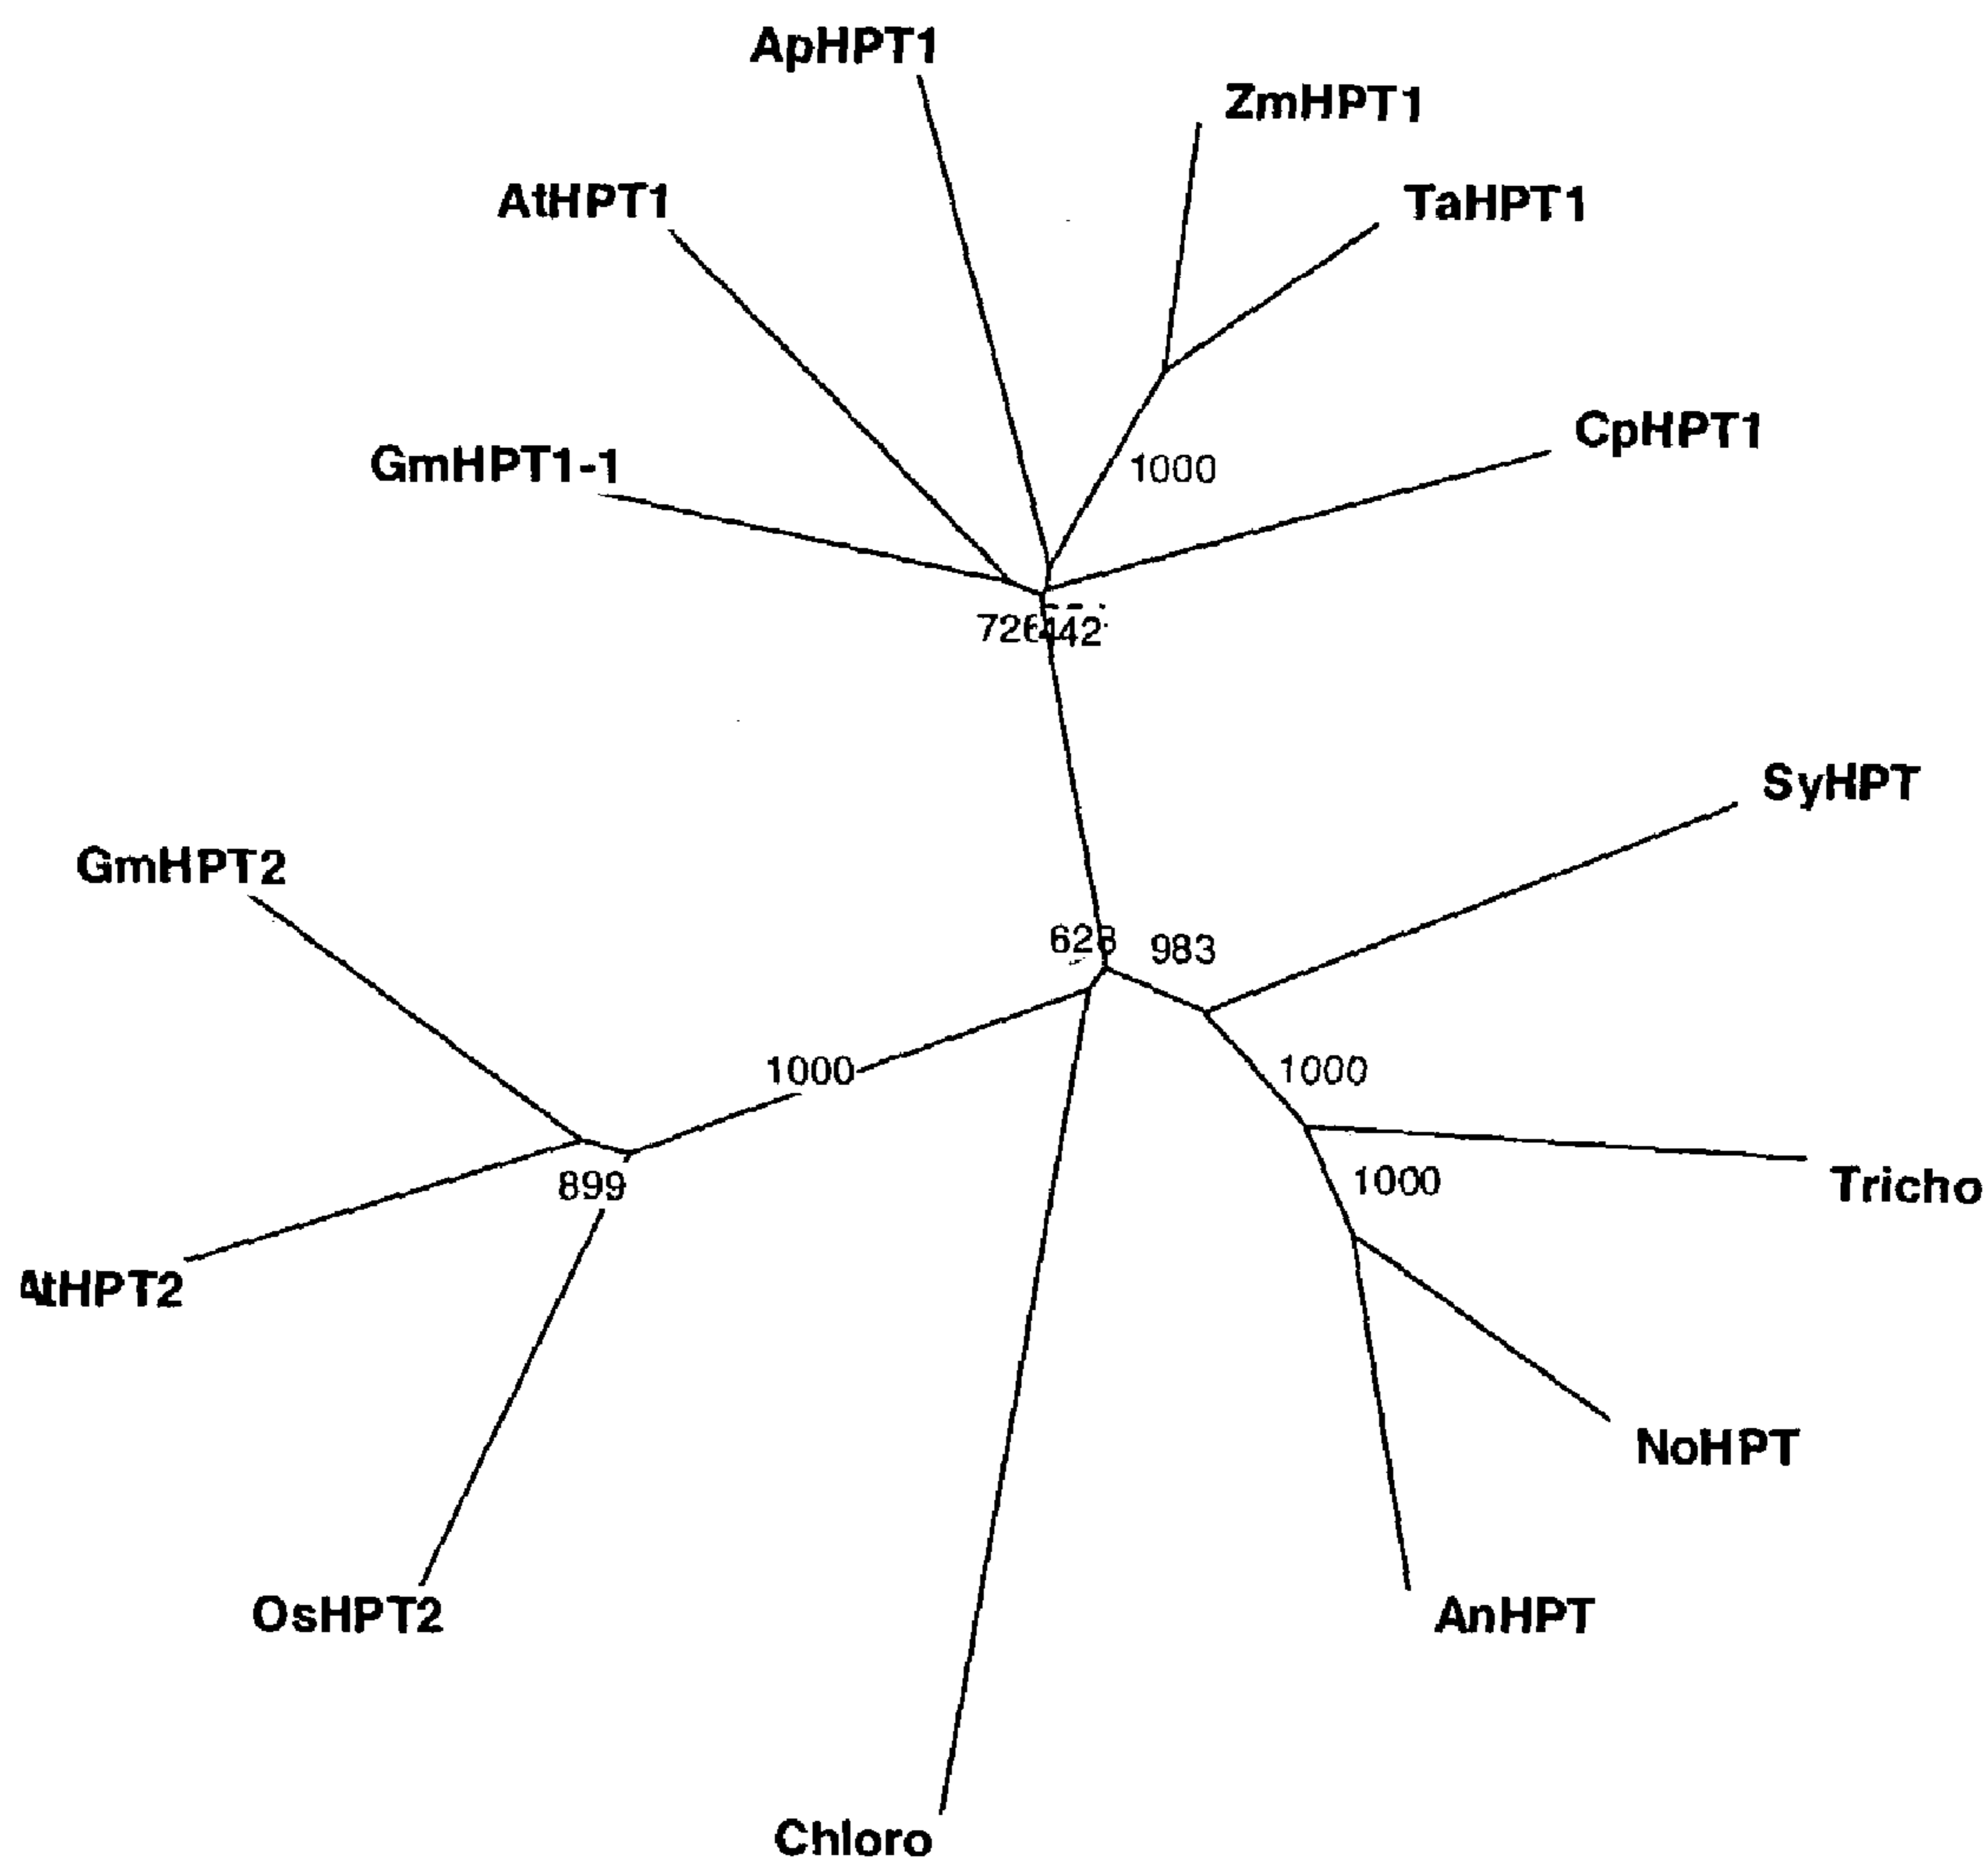 ApHPT1
ZmHPT1
AtHPT1
TaHPT1
CpHPT1
GmHPT1-1
1000
SyHPT
GmHPT2
983
1000
1000
1000
899
Tricho
AtHPT2
NoHPT
OsHPT2
AnHPT
Chloro